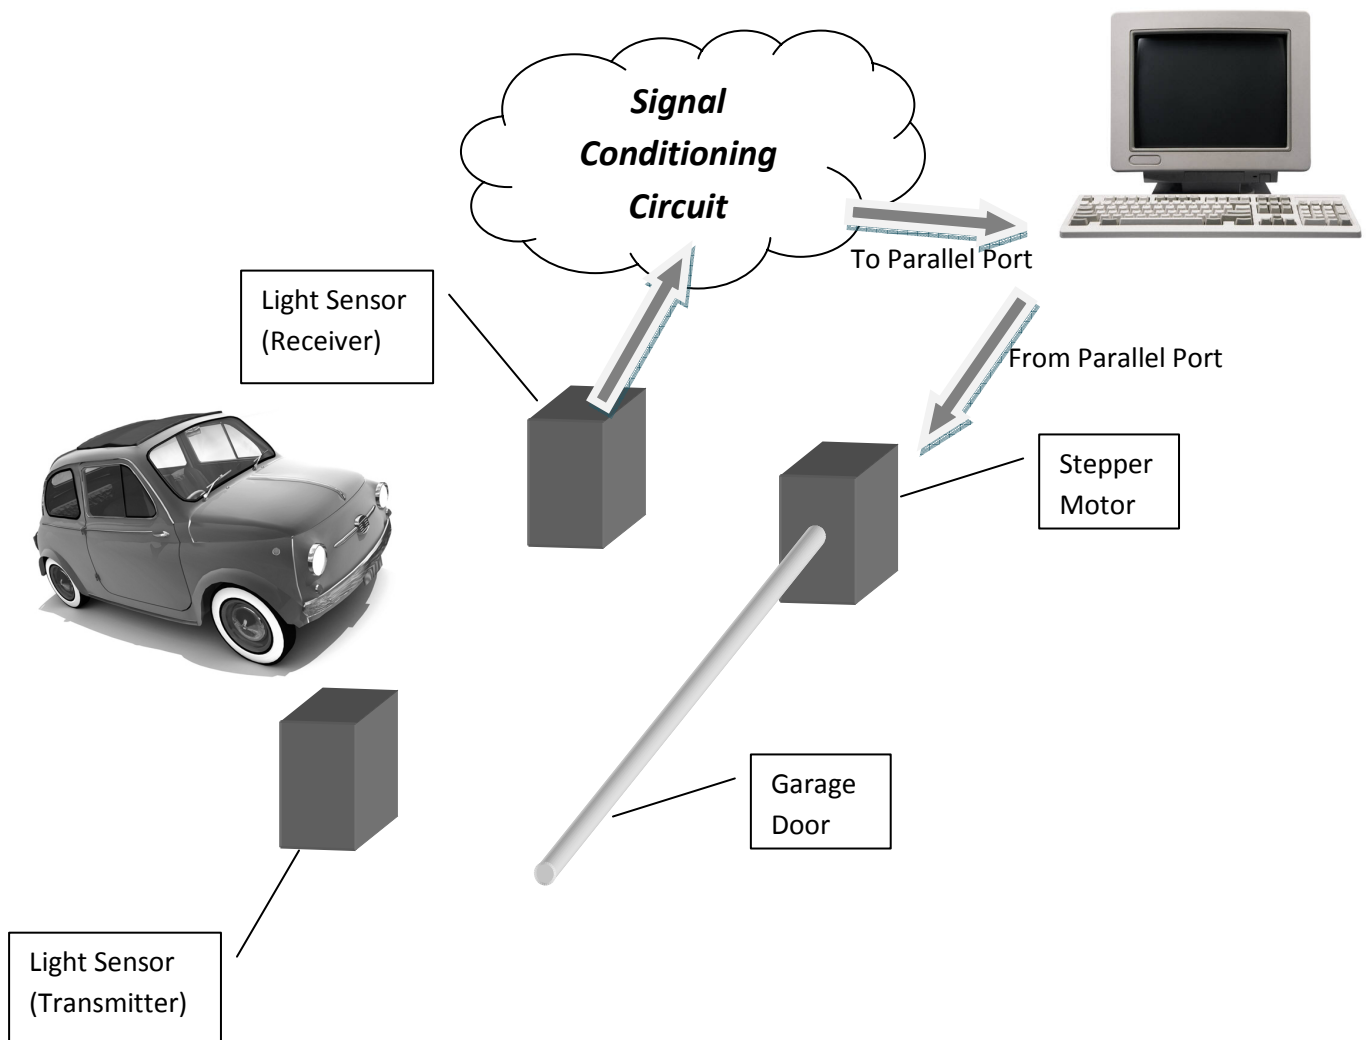 Signal
Conditioning
Circuit
To Parallel Port
Light Sensor
(Receiver)
From Parallel Port
Stepper
Motor
Garage
Door
Light Sensor
(Transmitter)